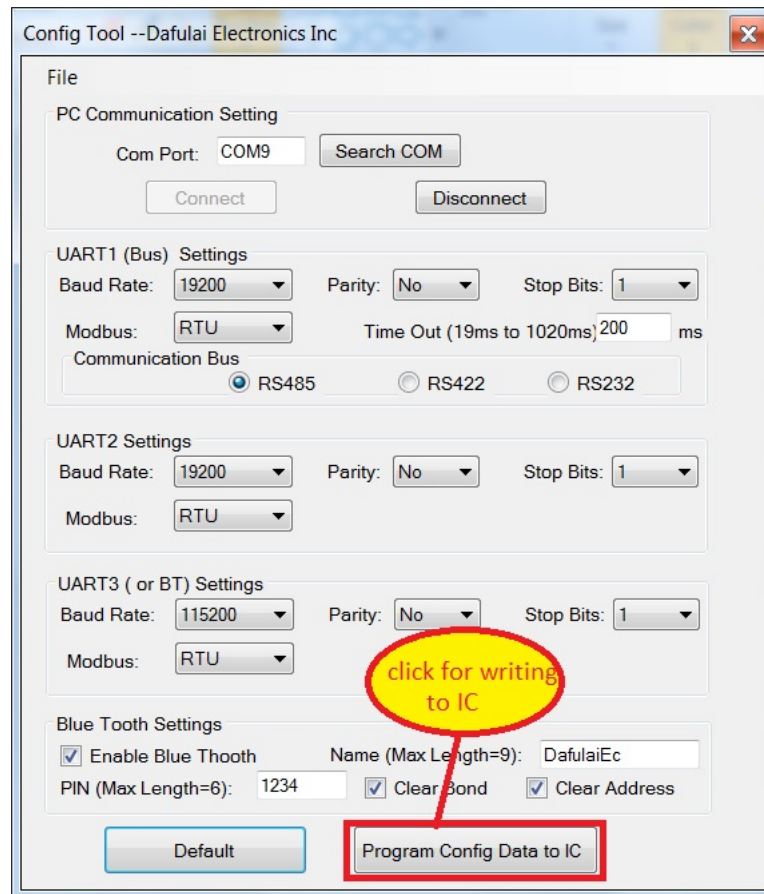 Config Tool --Dafulai Electronics Inc
File
PC Communication Setting
Com Port: COM9 Search COM
Connect Disconnect
UART1 (Bus) Settings
Baud Rate: 19200 Parity: No Stop Bits: 1
Modbus: RTU Time Out (19ms to 1020ms) 200 ms
Communication Bus
RS485 RS422 RS232
UART2 Settings
Baud Rate: 19200 Parity: No Stop Bits: 1
Modbus: RTU
UART3 ( or BT) Settings
Baud Rate: 115200 Parity: No Stop Bits: 1
Modbus: RTU
click for writing
to IC
Blue Tooth Settings
Enable Blue Thooth Name (Max Length=9): DafulaiEc
PIN (Max Length=6): 1234 Clear Bond Clear Address
Default Program Config Data to IC